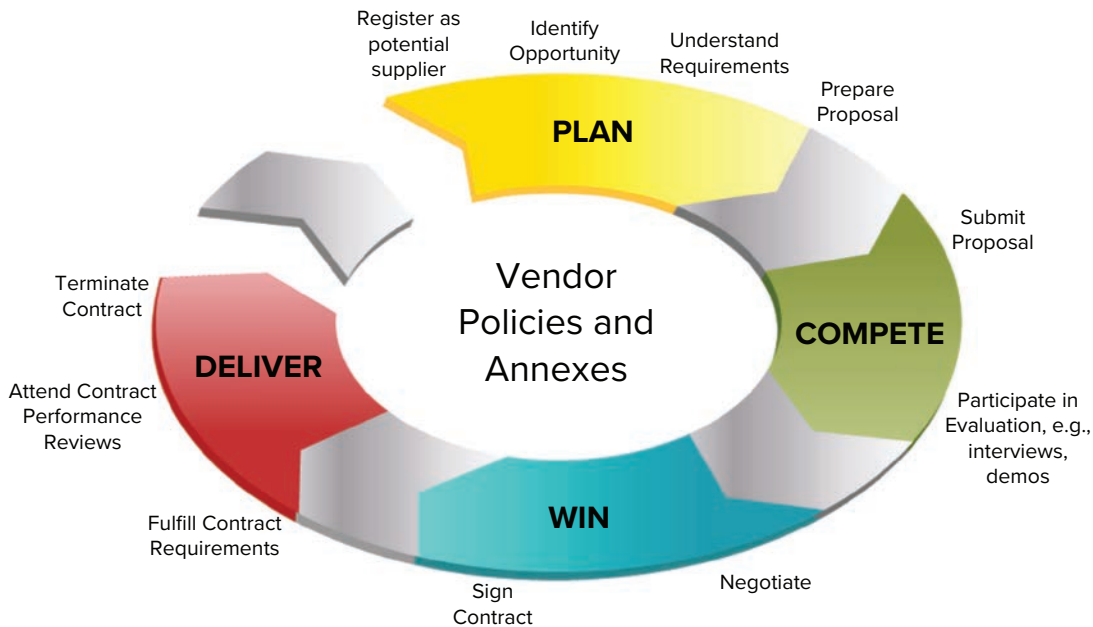 Register as
potential
supplier
Identify
Opportunity
Understand
Requirements
Prepare
Proposal
PLAN
Submit
Proposal
COMPETE
Participate in
Evaluation, e.g.,
interviews,
demos
Negotiate
WIN
Sign
Contract
Fulfill Contract
Requirements
Attend Contract
Performance
Reviews
DELIVER
Terminate
Contract
Vendor
Policies and
Annexes